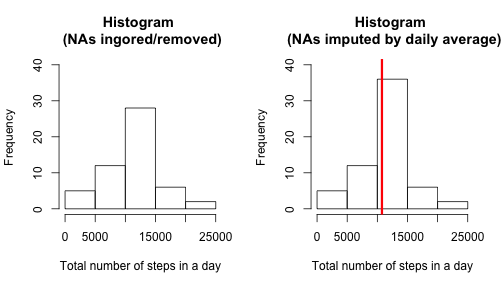 Histogram
(NAs ingored/removed)
40
30
20
10
0
Frequency
0 5000 15000 25000
Total number of steps in a day
Histogram
(NAs imputed by daily average)
40
30
20
10
0
Frequency
0 5000 15000 25000
Total number of steps in a day